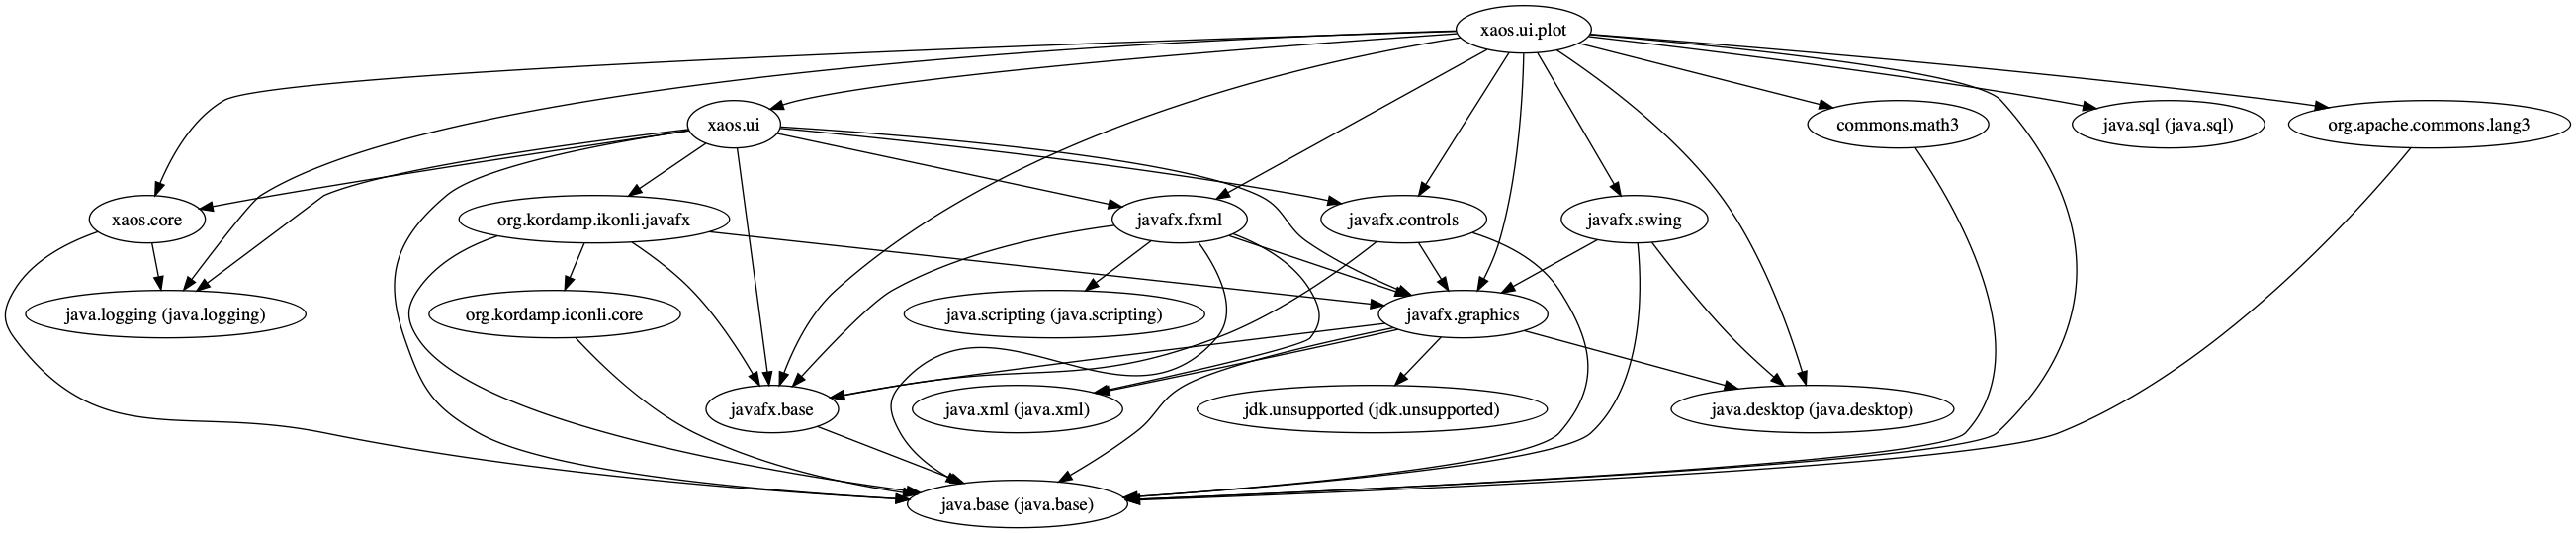 xaos.ui.plot
xaos.ui
commons.math3
java.sql (java.sql)
org.apache.commons.lang3
xaos.core
org.kordamp.ikonli.javafx
javafx.fxml
javafx.controls
javafx.swing
java.logging (java.logging)
org.kordamp.iconli.core
java.scripting (java.scripting)
javafx.graphics
javafx.base
java.xml (java.xml)
jdk.unsupported (jdk.unsupported)
java.desktop (java.desktop)
java.base (java.base)